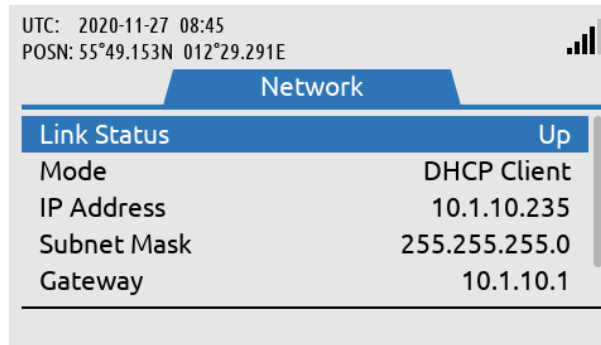 UTC: 2020-11-27 08:45
POSN: 55°49.153N 012°29.291E
Network
Link Status Up
Mode DHCP Client
IP Address 10.1.10.235
Subnet Mask 255.255.255.0
Gateway 10.1.10.1